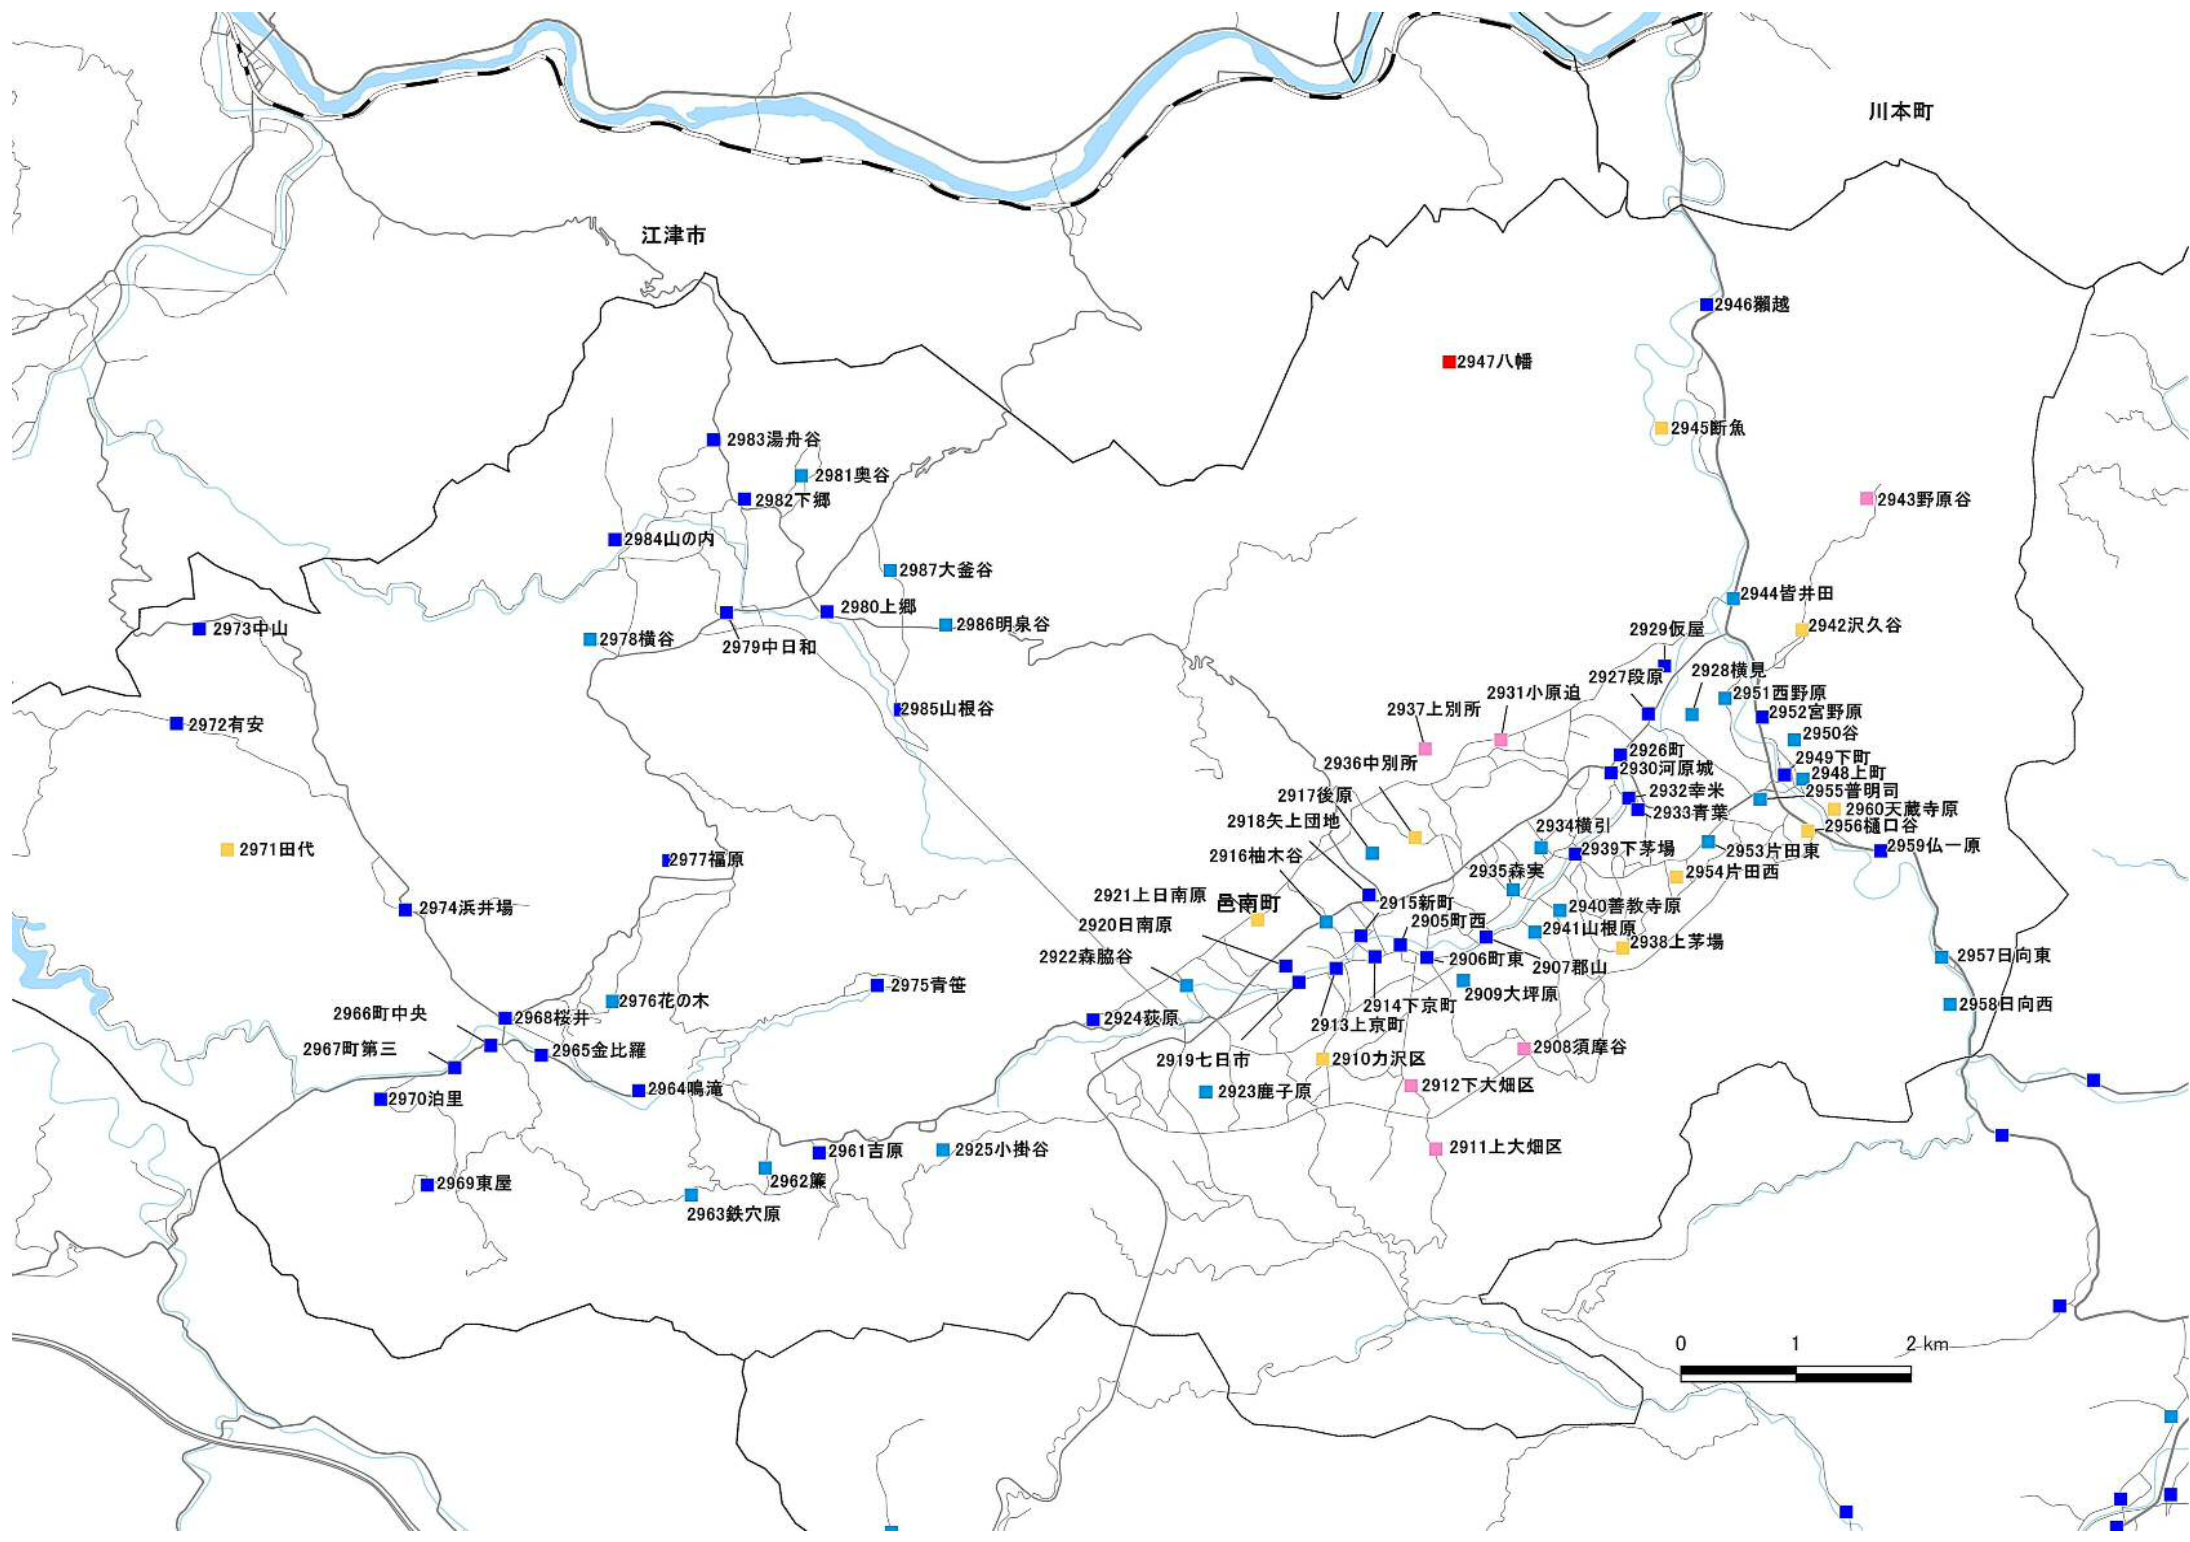 川本町
江津市
2946獺越
2947八幡
2945断魚
2983湯舟谷
2981奥谷
2982下郷
2943野原谷
2984山の内
2987大釜谷
2944皆井田
2980上郷
2986明泉谷
2973中山
2942沢久谷
2929仮屋
2978横谷
2979中日和
2927段原
2928横見
2931小原迫
2951西野原
2985山根谷
2937上別所
2952宮野原
2972有安
2950谷
2926町
2949下町
2936中別所
2930河原城
2948上町
2955普明司
2932幸米
2917後原
2933青葉
2960天蔵寺原
2918矢上団地
2934横引
2956樋口谷
2971田代
2959仏一原
2939下茅場
2953片田東
2916柚木谷
2977福原
2935森実
2954片田西
2921上日南原
邑南町
2915新町
2974浜井場
2940善教寺原
2905町西
2920日南原
2941山根原
2938上茅場
2922森脇谷
2906町東
2907郡山
2957日向東
2975青笹
2909大坪原
2976花の木
2958日向西
2914下京町
2966町中央
2968桜井
2924荻原
2913上京町
2967町第三
2965金比羅
2908須摩谷
2919七日市
2910力沢区
2912下大畑区
2964鳴滝
2923鹿子原
2970泊里
2911上大畑区
2961吉原
2925小掛谷
2969東屋
2962簾
2963鉄穴原
0 1 2 km